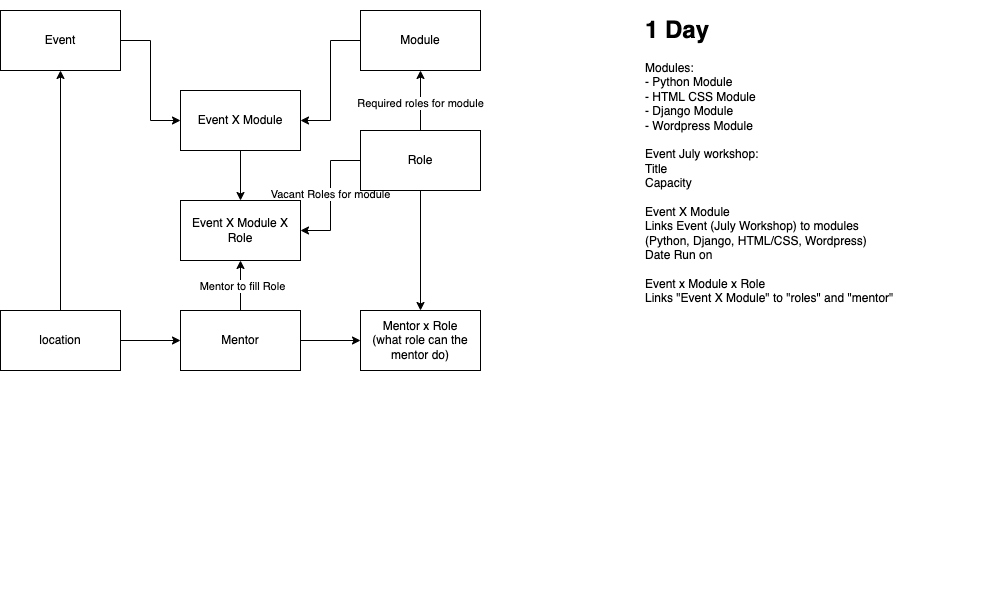 Event
Module
Event X Module
Required roles for module
Role
Vacant Roles for module
Event X Module X
Role
Mentor to fill Role
location
Mentor
Mentor x Role
(what role can the
mentor do)
1 Day
Modules:
- Python Module
- HTML CSS Module
- Django Module
- Wordpress Module
Event July workshop:
Title
Capacity
Event X Module
Links Event (July Workshop) to modules
(Python, Django, HTML/CSS, Wordpress)
Date Run on
Event x Module x Role
Links "Event X Module" to "roles" and "mentor"